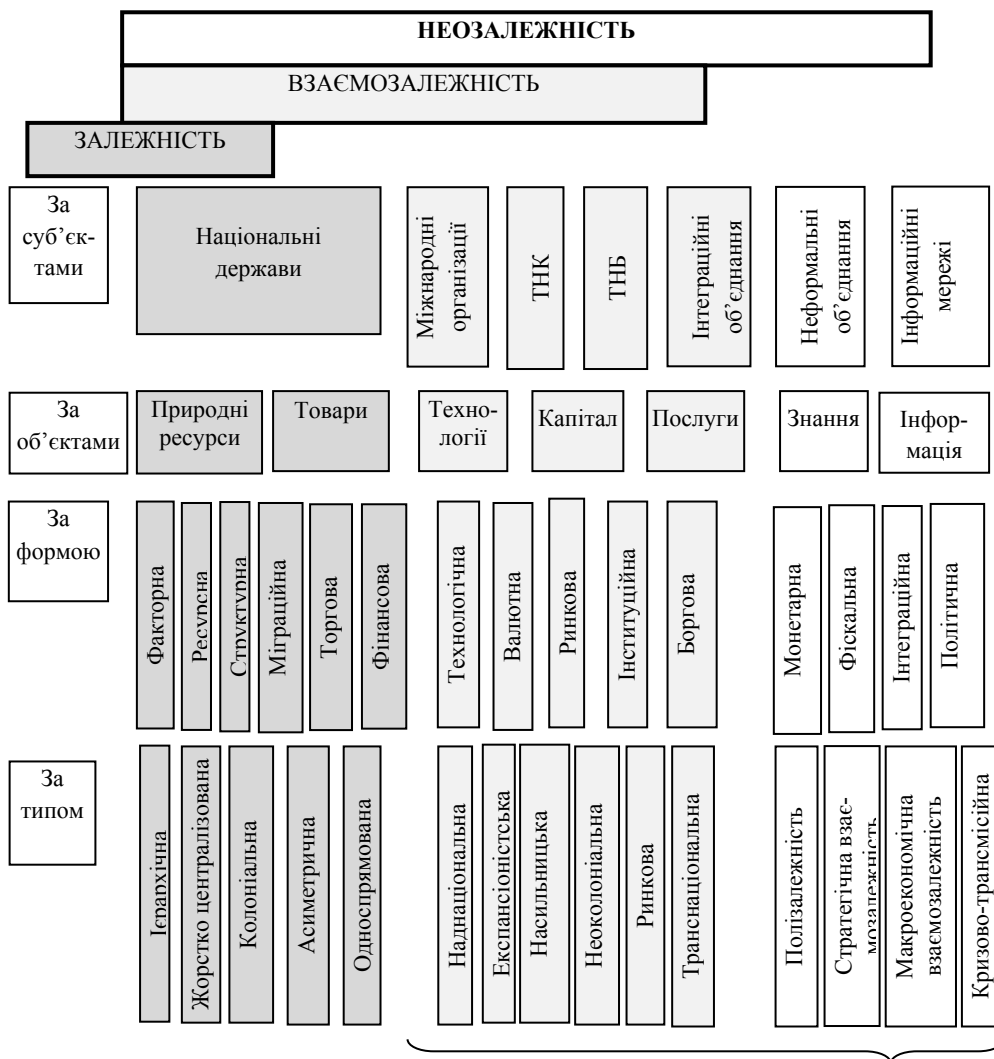 НЕОЗАЛЕЖНІСТЬ
ВЗАЄМОЗАЛЕЖНІСТЬ
ЗАЛЕЖНІСТЬ
За
суб’єк-
тами
Національні
держави
Міжнародні
організації
ТНК
ТНБ
Інтеграційні
об’єднання
Неформальні
об’єднання
Інформаційні
мережі
За
об’єктами
Природні
ресурси
Товари
Техно-
логії
Капітал
Послуги
Знання
Інфор-
мація
За
формою
Факторна
Ресурсна
Структурна
Міграційна
Торгова
Фінансова
Технологічна
Валютна
Ринкова
Інституційна
Боргова
Монетарна
Фіскальна
Інтеграційна
Політична
За
типом
Ієрархічна
Жорстко централізована
Колоніальна
Асиметрична
Односпрямована
Наднаціональна
Експансіоністська
Насильницька
Неоколоніальна
Ринкова
Транснаціональна
Полізалежність
Стратегічна взає-
мозалежність
Макроекономічна
взаємозалежність
Кризово-трансмісійна